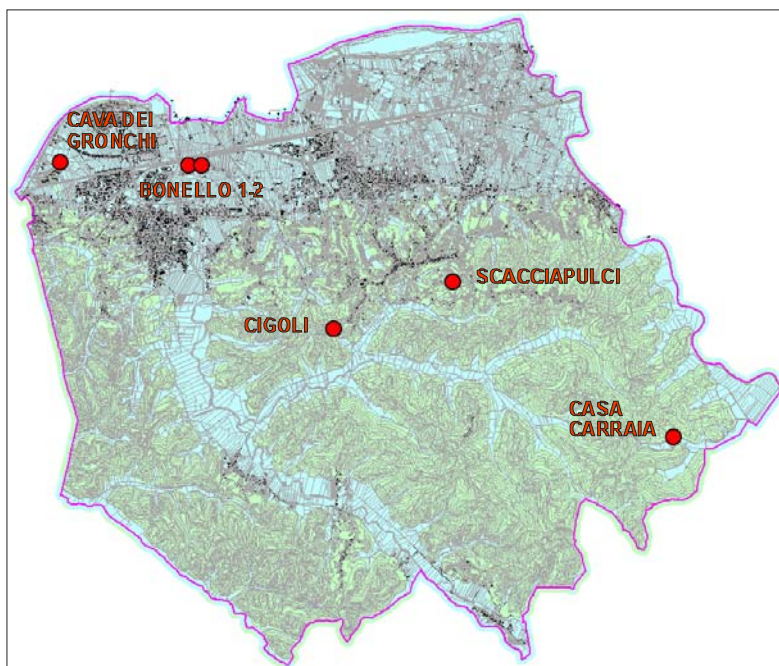 CAVA DEI
GRONCHI
BONELLO 1-2
SCACCIAPULCI
CIGOLI
CASA
CARRAIA